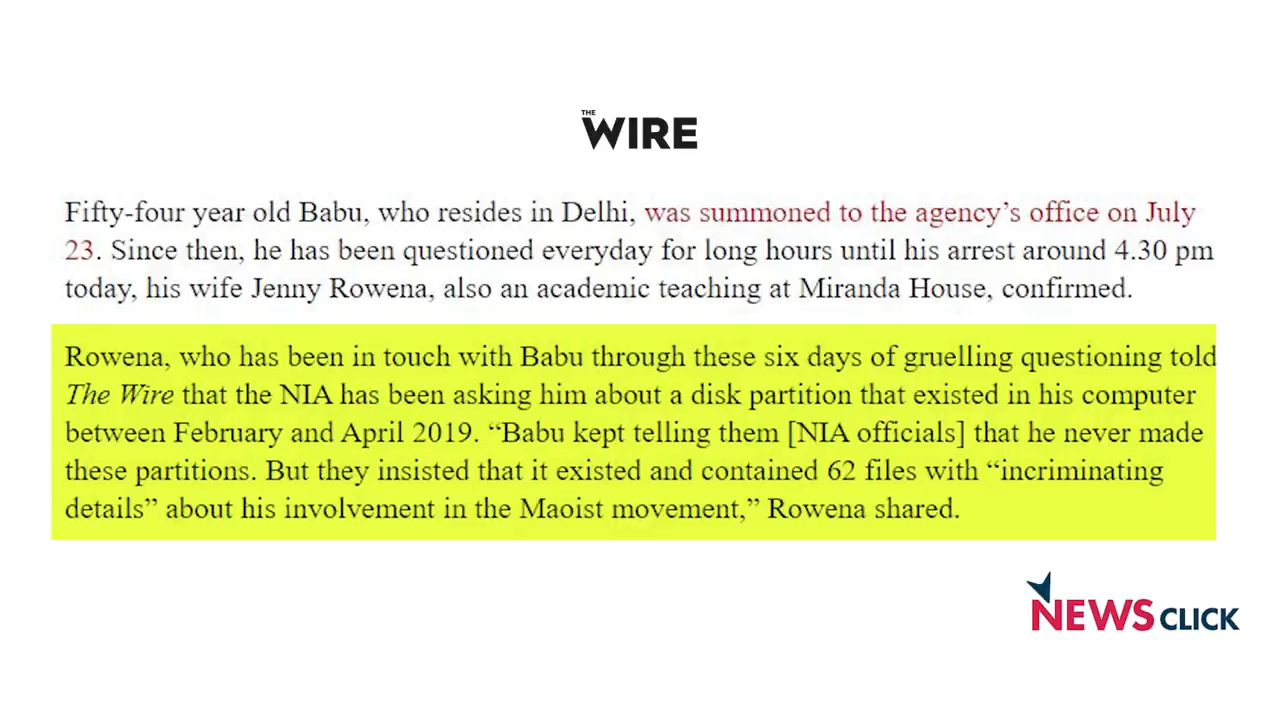 THE
WIRE
Fifty-four year old Babu, who resides in Delhi, was summoned to the agency’s office on July
23. Since then, he has been questioned everyday for long hours until his arrest around 4.30 pm
today, his wife Jenny Rowena, also an academic teaching at Miranda House, confirmed.
Rowena, who has been in touch with Babu through these six days of gruelling questioning told
The Wire that the NIA has been asking him about a disk partition that existed in his computer
between February and April 2019. “Babu kept telling them [NIA officials] that he never made
these partitions. But they insisted that it existed and contained 62 files with “incriminating
details” about his involvement in the Maoist movement,” Rowena shared.
NEWSCLICK